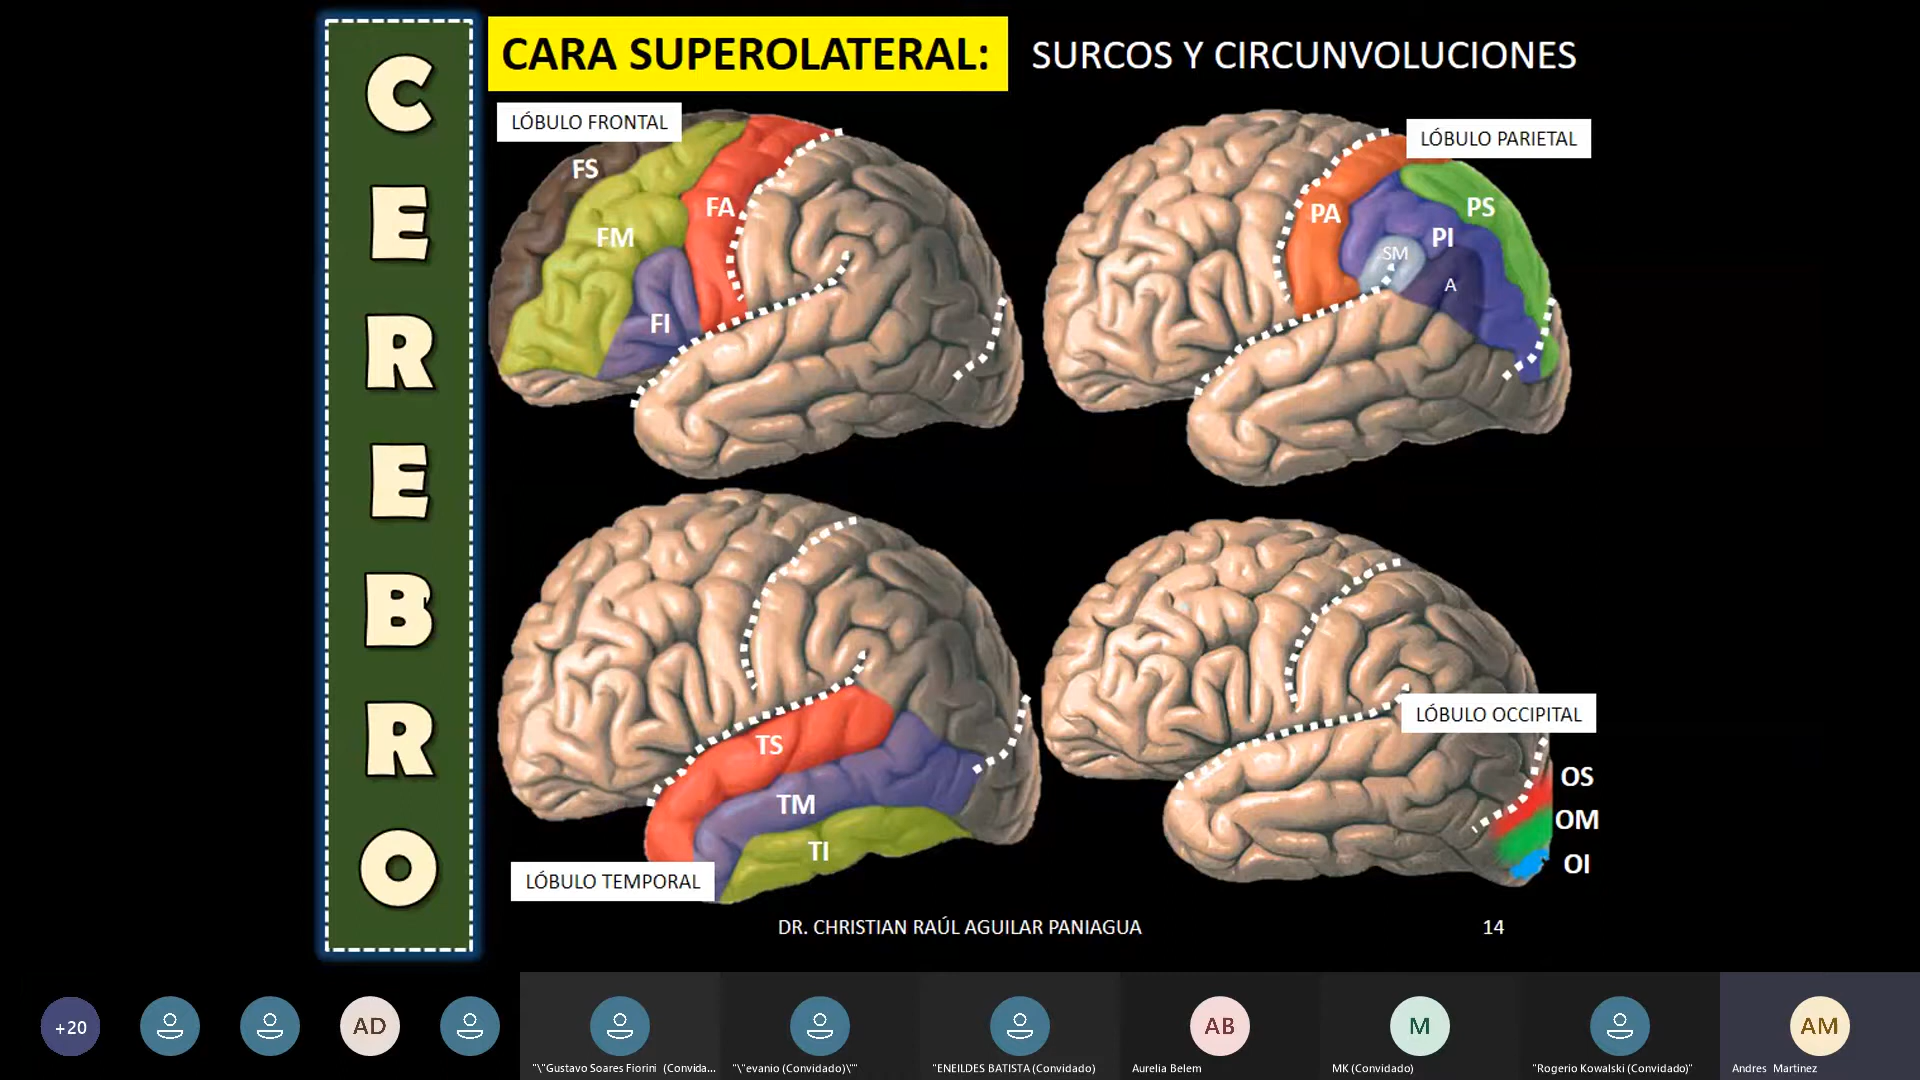 CEREBRO
CARA SUPEROLATERAL: SURCOS Y CIRCUNVOLUCIONES
LÓBULO FRONTAL
FS
FM
FA
FI
LÓBULO PARIETAL
PA
PS
PI
SM
A
TS
TM
TI
LÓBULO TEMPORAL
LÓBULO OCCIPITAL
OS
OM
OI
DR. CHRISTIAN RAÚL AGUILAR PANIAGUA
14
+20
AD
"\"Gustavo Soares Fiorini (Convida...
"\"evanio (Convidado)\""
"ENEILDES BATISTA (Convidado)
AB
Aurelia Belem
M
MK (Convidado)
"Rogerio Kowalski (Convidado)"
AM
Andres Martinez